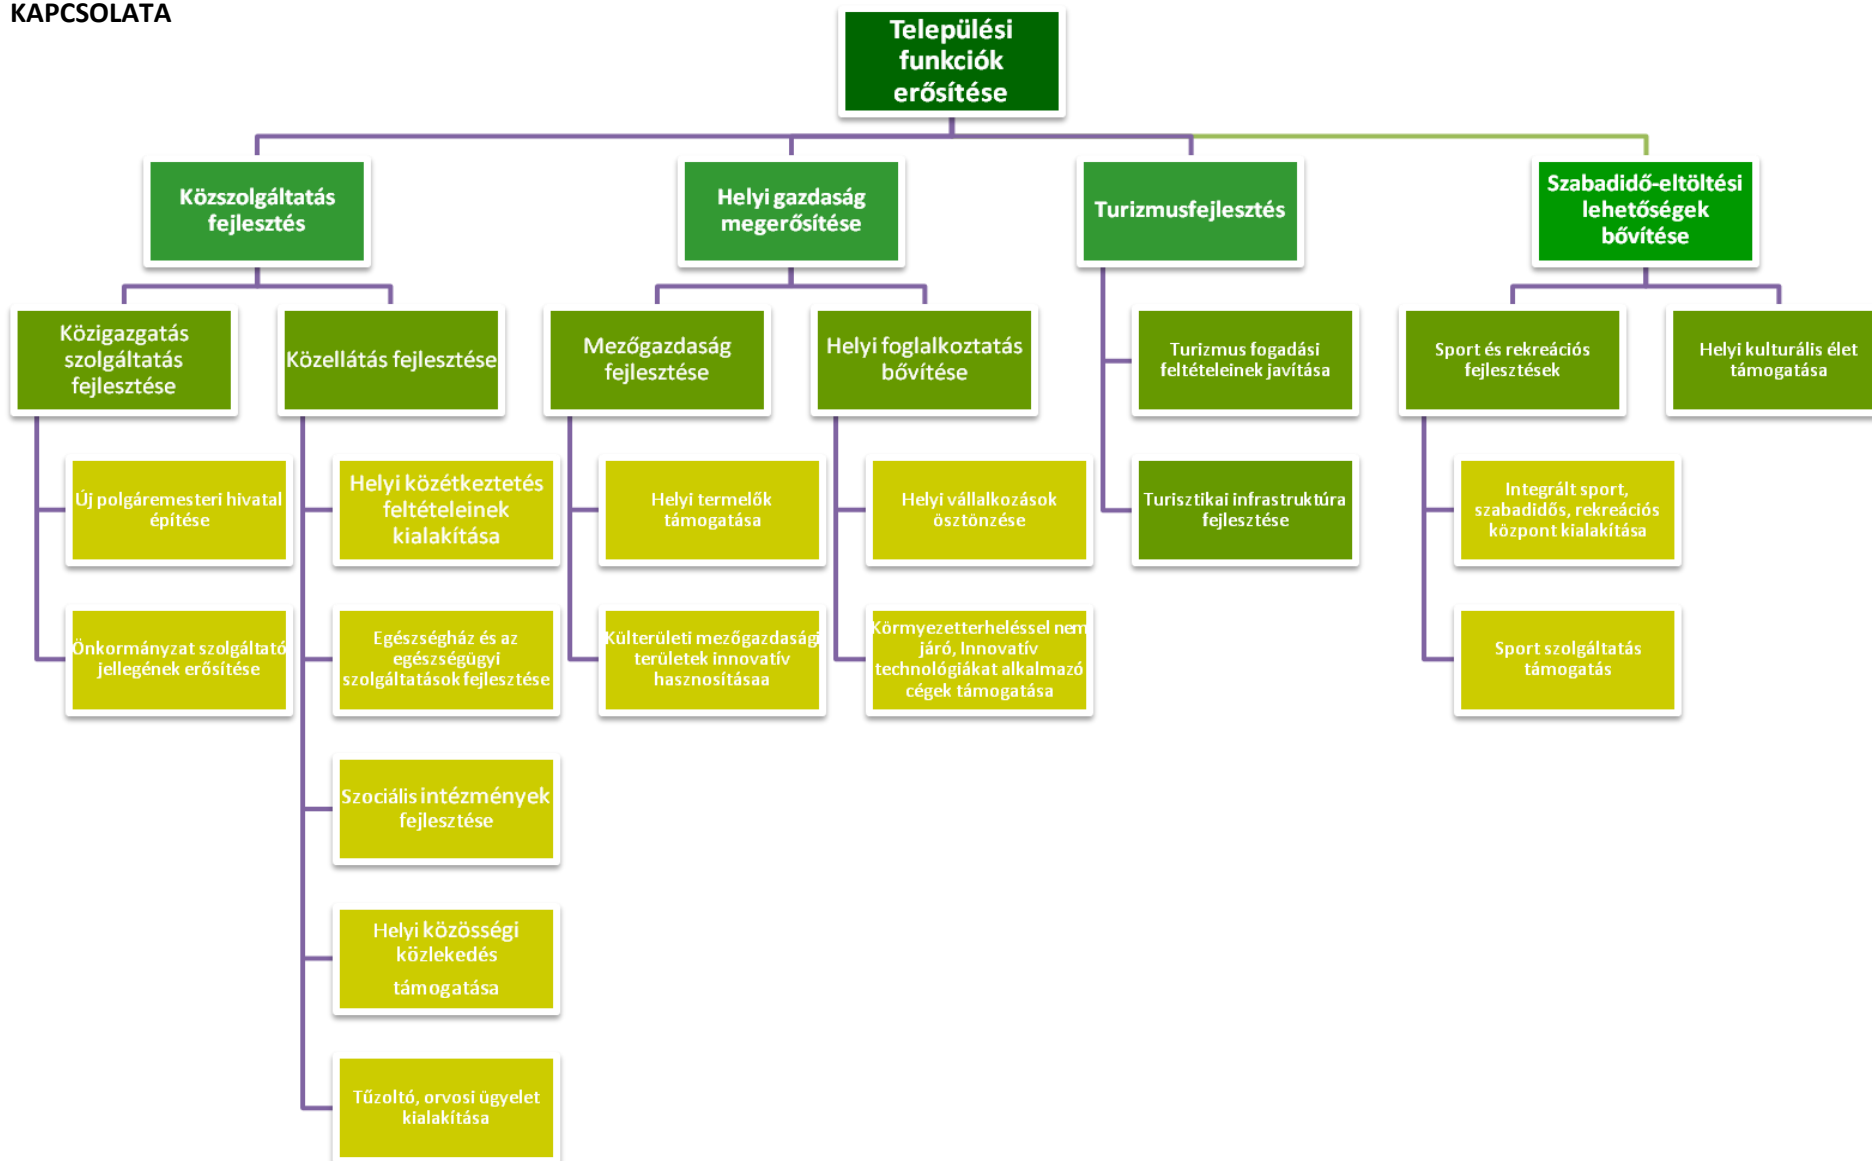 KAPCSOLATA
Települési
funkciók
erősítése
Közszolgáltatás
fejlesztés
Helyi gazdaság
megerősítése
Turizmusfejlesztés
Szabadidő-eltöltési
lehetőségek
bővítése
Közigazgatás
szolgáltatás
fejlesztése
Közellátás fejlesztése
Mezőgazdaság
fejlesztése
Helyi foglalkoztatás
bővítése
Turizmus fogadási
feltételeinek javítása
Sport és rekreációs
fejlesztések
Helyi kulturális élet
támogatása
Új polgáremesteri hivatal
építése
Helyi közétkeztetés
feltételeinek
kialakítása
Helyi termelők
támogatása
Helyi vállalkozások
ösztönzése
Turisztikai infrastruktúra
fejlesztése
Integrált sport,
szabadidős, rekreációs
központ kialakítása
Önkormányzat szolgáltató
jellegének erősítése
Egészségház és az
egészségügyi
szolgáltatások fejlesztése
Külterületi mezőgazdasági
területek innovatív
hasznosításaa
Környezetterheléssel nem
járó, Innovatív
technológiákat alkalmazó
cégek támogatása
Sport szolgáltatás
támogatás
Szociális intézmények
fejlesztése
Helyi közösségi
közlekedés
támogatása
Tűzoltó, orvosi ügyelet
kialakítása